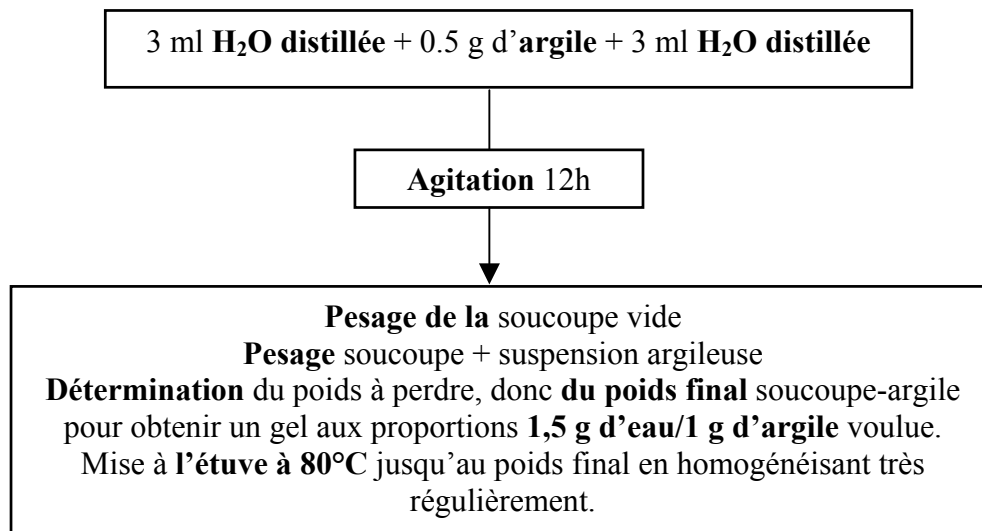 3 ml H₂O distillée + 0.5 g d’argile + 3 ml H₂O distillée
Agitation 12h
Pesage de la soucoupe vide
Pesage soucoupe + suspension argileuse
Détermination du poids à perdre, donc du poids final soucoupe-argile
pour obtenir un gel aux proportions 1,5 g d’eau/1 g d’argile voulue.
Mise à l’étuve à 80°C jusqu’au poids final en homogénéisant très
régulièrement.